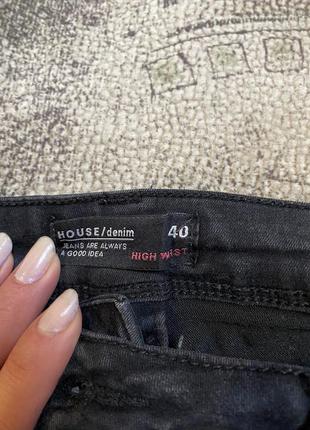 HOUSE/denim 40
JEANS ARE ALWAYS
A GOOD IDEA
HIGH WAIST